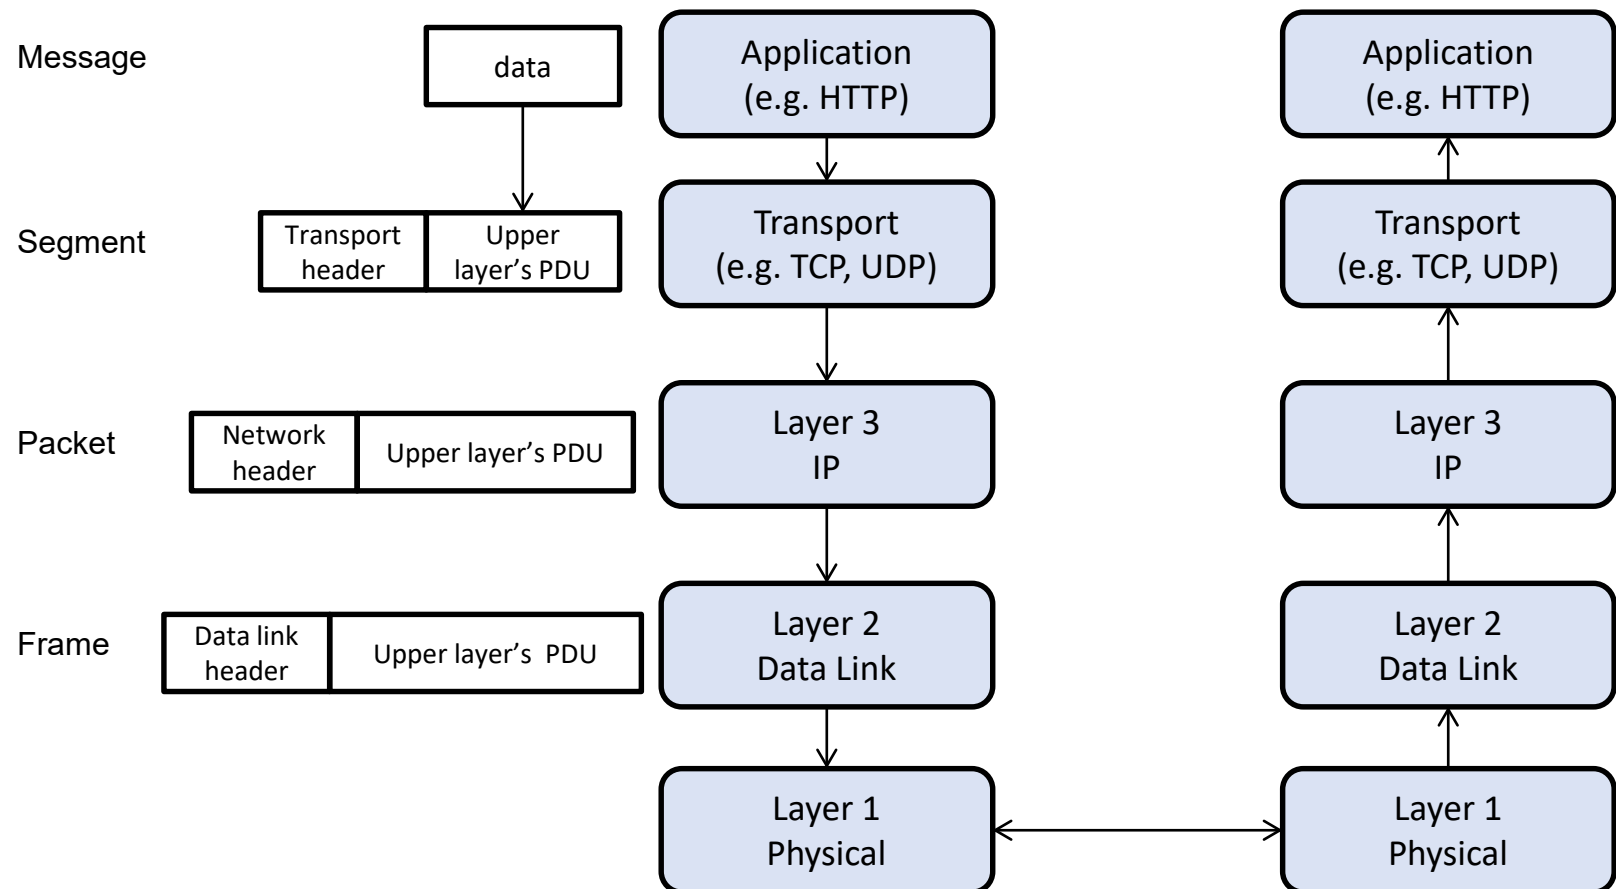 Message
data
Application
(e.g. HTTP)
Application
(e.g. HTTP)
Segment
Transport
header
Upper
layer’s PDU
Transport
(e.g. TCP, UDP)
Transport
(e.g. TCP, UDP)
Packet
Network
header
Upper layer’s PDU
Layer 3
IP
Layer 3
IP
Frame
Data link
header
Upper layer’s  PDU
Layer 2
Data Link
Layer 2
Data Link
Layer 1
Physical
Layer 1
Physical